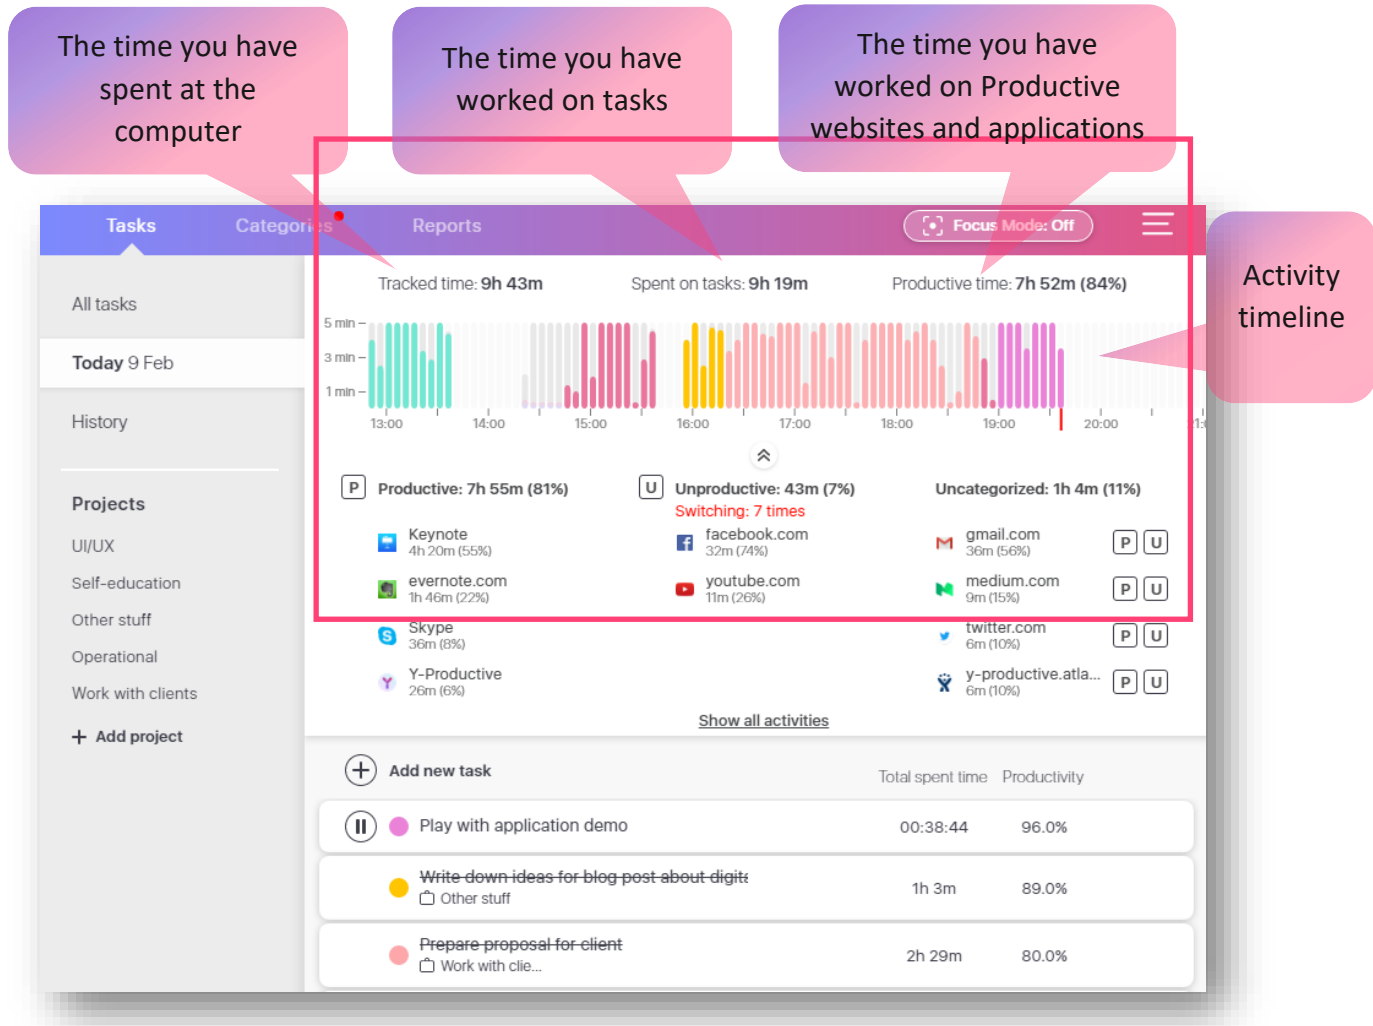 The time you have
spent at the
computer
The time you have
worked on tasks
The time you have
worked on Productive
websites and applications
Activity
timeline
Tasks
Categories
Reports
Focus Mode: Off
All tasks
Today 9 Feb
History
Projects
UI/UX
Self-education
Other stuff
Operational
Work with clients
+ Add project
Tracked time: 9h 43m
Spent on tasks: 9h 19m
Productive time: 7h 52m (84%)
5 min
3 min
1 min
13:00 14:00 15:00 16:00 17:00 18:00 19:00 20:00
P Productive: 7h 55m (81%)
Keynote
4h 20m (55%)
evernote.com
1h 46m (22%)
Skype
36m (8%)
Y-Productive
26m (6%)
U Unproductive: 43m (7%)
Switching: 7 times
facebook.com
32m (74%)
youtube.com
11m (26%)
Uncategorized: 1h 4m (11%)
gmail.com
36m (56%)
P U
medium.com
9m (15%)
P U
twitter.com
6m (10%)
P U
y-productive.atla...
6m (10%)
P U
Show all activities
Add new task
Total spent time Productivity
Play with application demo 00:38:44 96.0%
Write down ideas for blog post about digita 1h 3m 89.0%
Other stuff
Prepare proposal for client 2h 29m 80.0%
Work with clie...